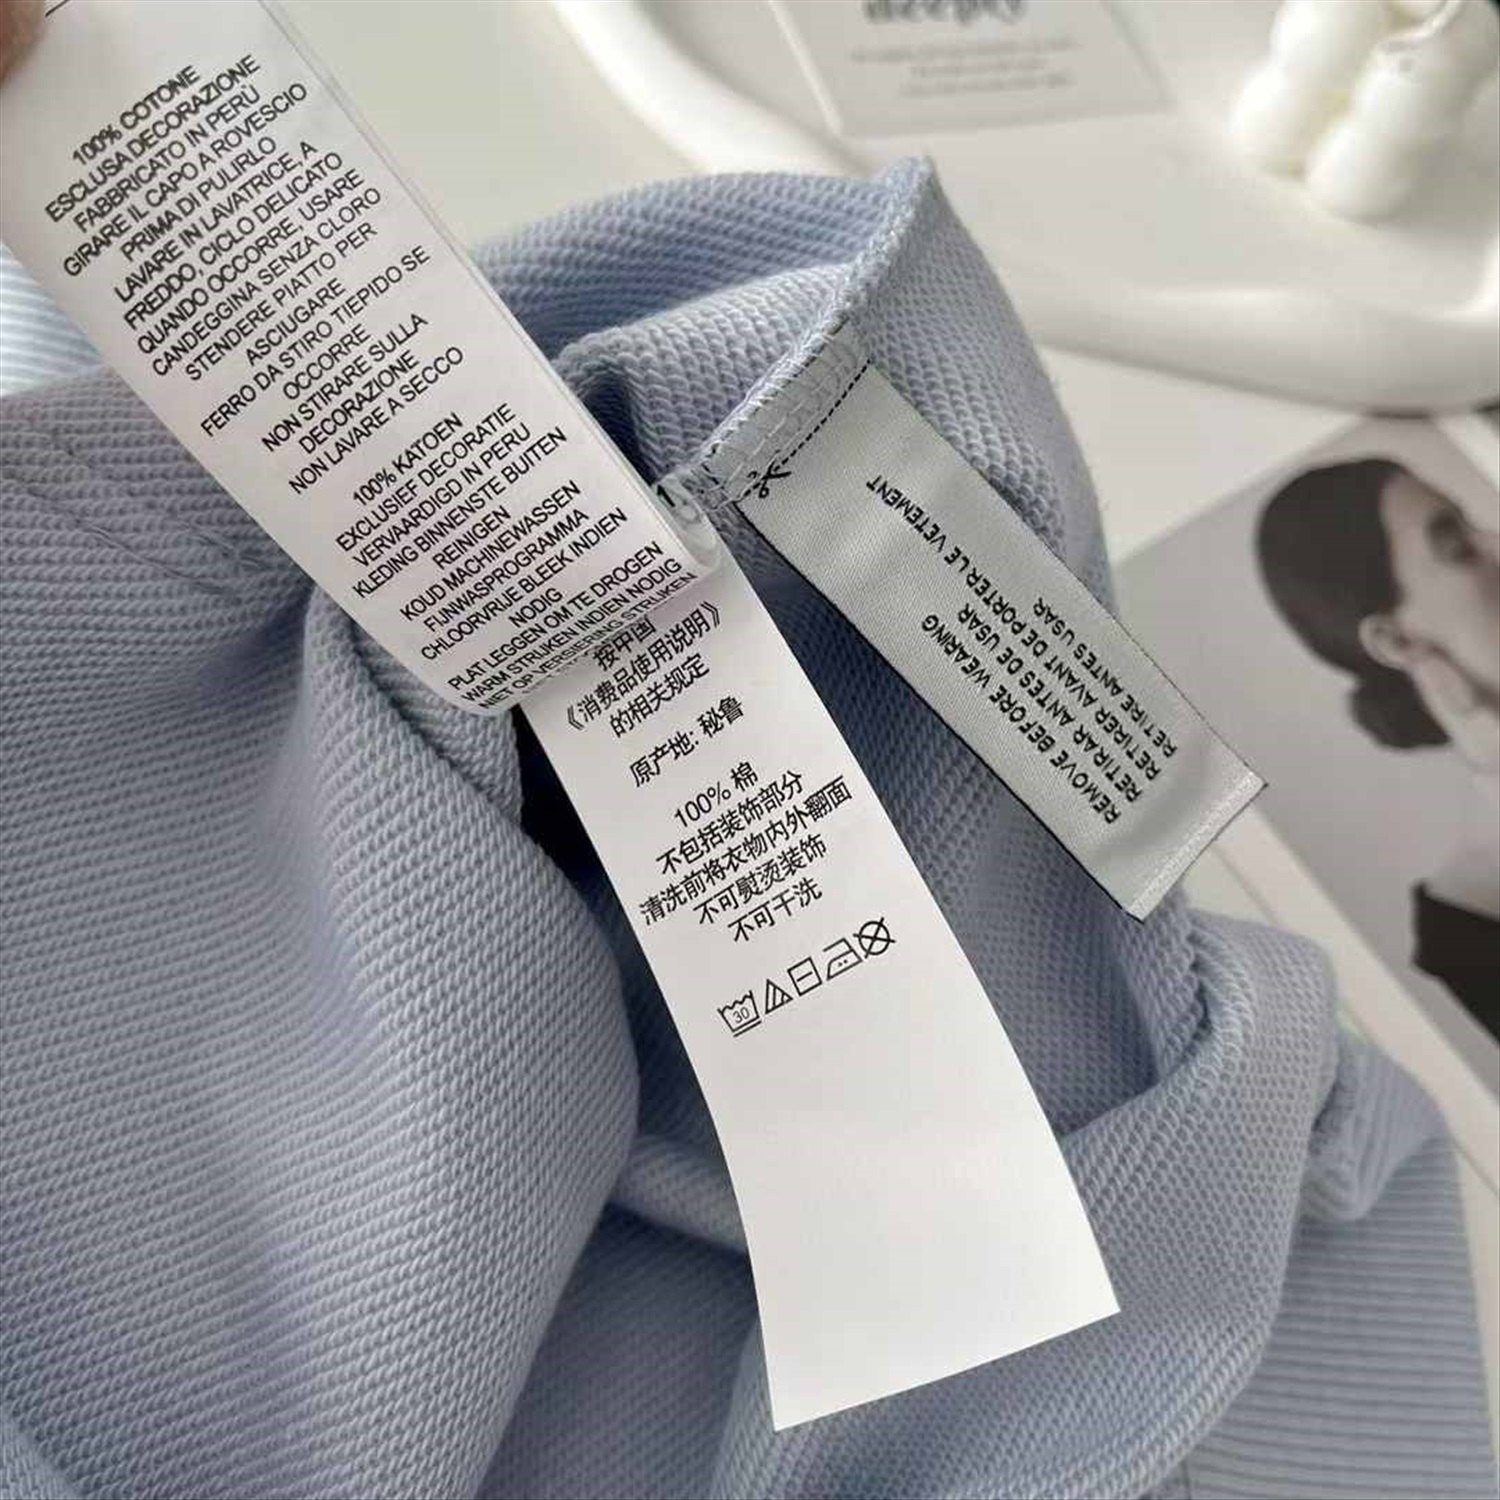 100% COTONE
ESCLUSA DECORAZIONE
FABBRICATO IN PERÙ
GIRARE IL CAPO A ROVESCIO
PRIMA DI PULIRLO
LAVARE IN LAVATRICE, A
FREDDO, CICLO DELICATO
QUANDO OCCORRE, USARE
CANDEGGINA SENZA CLORO
STENDERE PIATTO PER
ASCIUGARE
FERRO DA STIRO TIEPIDO SE
OCCORRE
NON STIRARE SULLA
DECORAZIONE
NON LAVARE A SECCO
100% KATOEN
EXCLUSIEF DECORATIE
VERVAARDIGD IN PERU
KLEDING BINNENSTE BUITEN
REINIGEN
KOUD MACHINEWASSEN
FIJNWASPROGRAMMA
CHLOORVRIJE BLEEK INDIEN
NODIG
PLAT LEGGEN OM TE DROGEN
WARM STRIJKEN INDIEN NODIG
NIET OP VERSIERING STRIJKEN
按中国
《消费品使用说明》
的相关规定
原产地: 秘鲁
100% 棉
不包括装饰部分
清洗前将衣物内外翻面
不可熨烫装饰
不可干洗
30
REMOVE BEFORE WEARING
RETIRAR ANTES DE USAR
RETIRER AVANT DE PORTER LE VETEMENT
RETIRE ANTES USAR
deeply